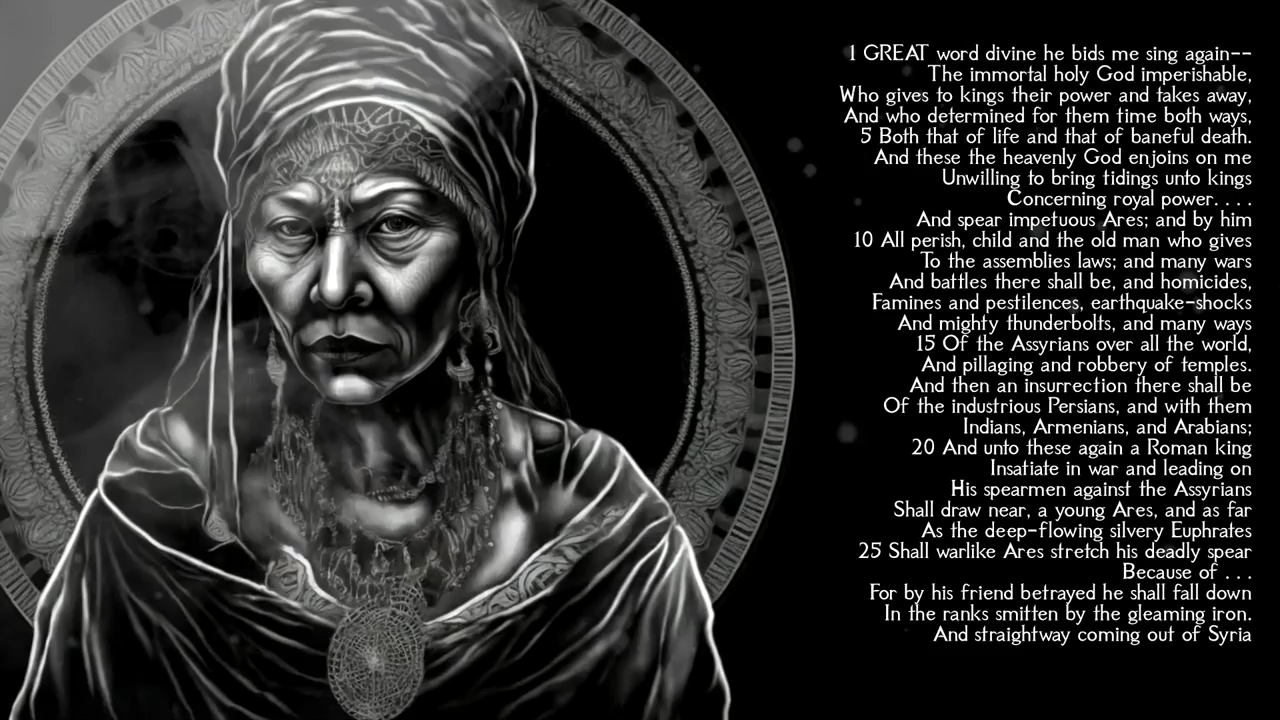 1 GREAT word divine he bids me sing again--
The immortal holy God imperishable,
Who gives to kings their power and takes away,
And who determined for them time both ways,
5 Both that of life and that of baneful death.
And these the heavenly God enjoins on me
Unwilling to bring tidings unto kings
Concerning royal power. . . .
And spear impetuous Ares; and by him
10 All perish, child and the old man who gives
To the assemblies laws; and many wars
And battles there shall be, and homicides,
Famines and pestilences, earthquake-shocks
And mighty thunderbolts, and many ways
15 Of the Assyrians over all the world,
And pillaging and robbery of temples.
And then an insurrection there shall be
Of the industrious Persians, and with them
Indians, Armenians, and Arabians;
20 And unto these again a Roman king
Insatiate in war and leading on
His spearmen against the Assyrians
Shall draw near, a young Ares, and as far
As the deep-flowing silvery Euphrates
25 Shall warlike Ares stretch his deadly spear
Because of . . .
For by his friend betrayed he shall fall down
In the ranks smitten by the gleaming iron.
And straightway coming out of Syria